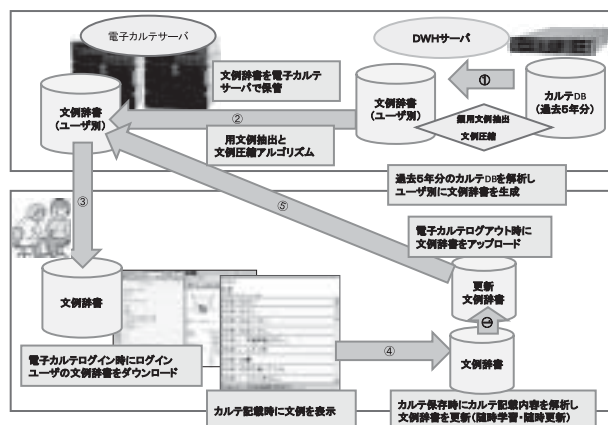 電子カルテサーバ
DWHサーバ
文例辞書を電子カルテ
サーバで保管
①
カルテDB
(過去5年分)
文例辞書
(ユーザ別)
②
文例辞書
(ユーザ別)
頻用文例抽出
文例圧縮
用文例抽出と
文例圧縮アルゴリズム
過去5年分のカルテDBを解析し
ユーザ別に文例辞書を生成
③
⑤
電子カルテログアウト時に
文例辞書をアップロード
文例辞書
更新
文例辞書
④
文例辞書
電子カルテログイン時にログイン
ユーザの文例辞書をダウンロード
カルテ記載時に文例を表示
カルテ保存時にカルテ記載内容を解析し
文例辞書を更新(随時学習・随時更新)